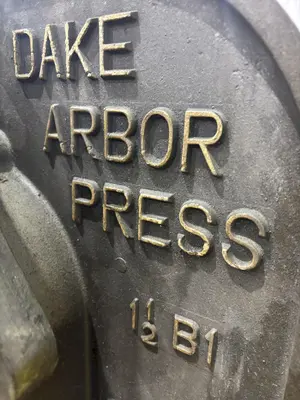 DAKE
ARBOR
PRESS
1½ B1